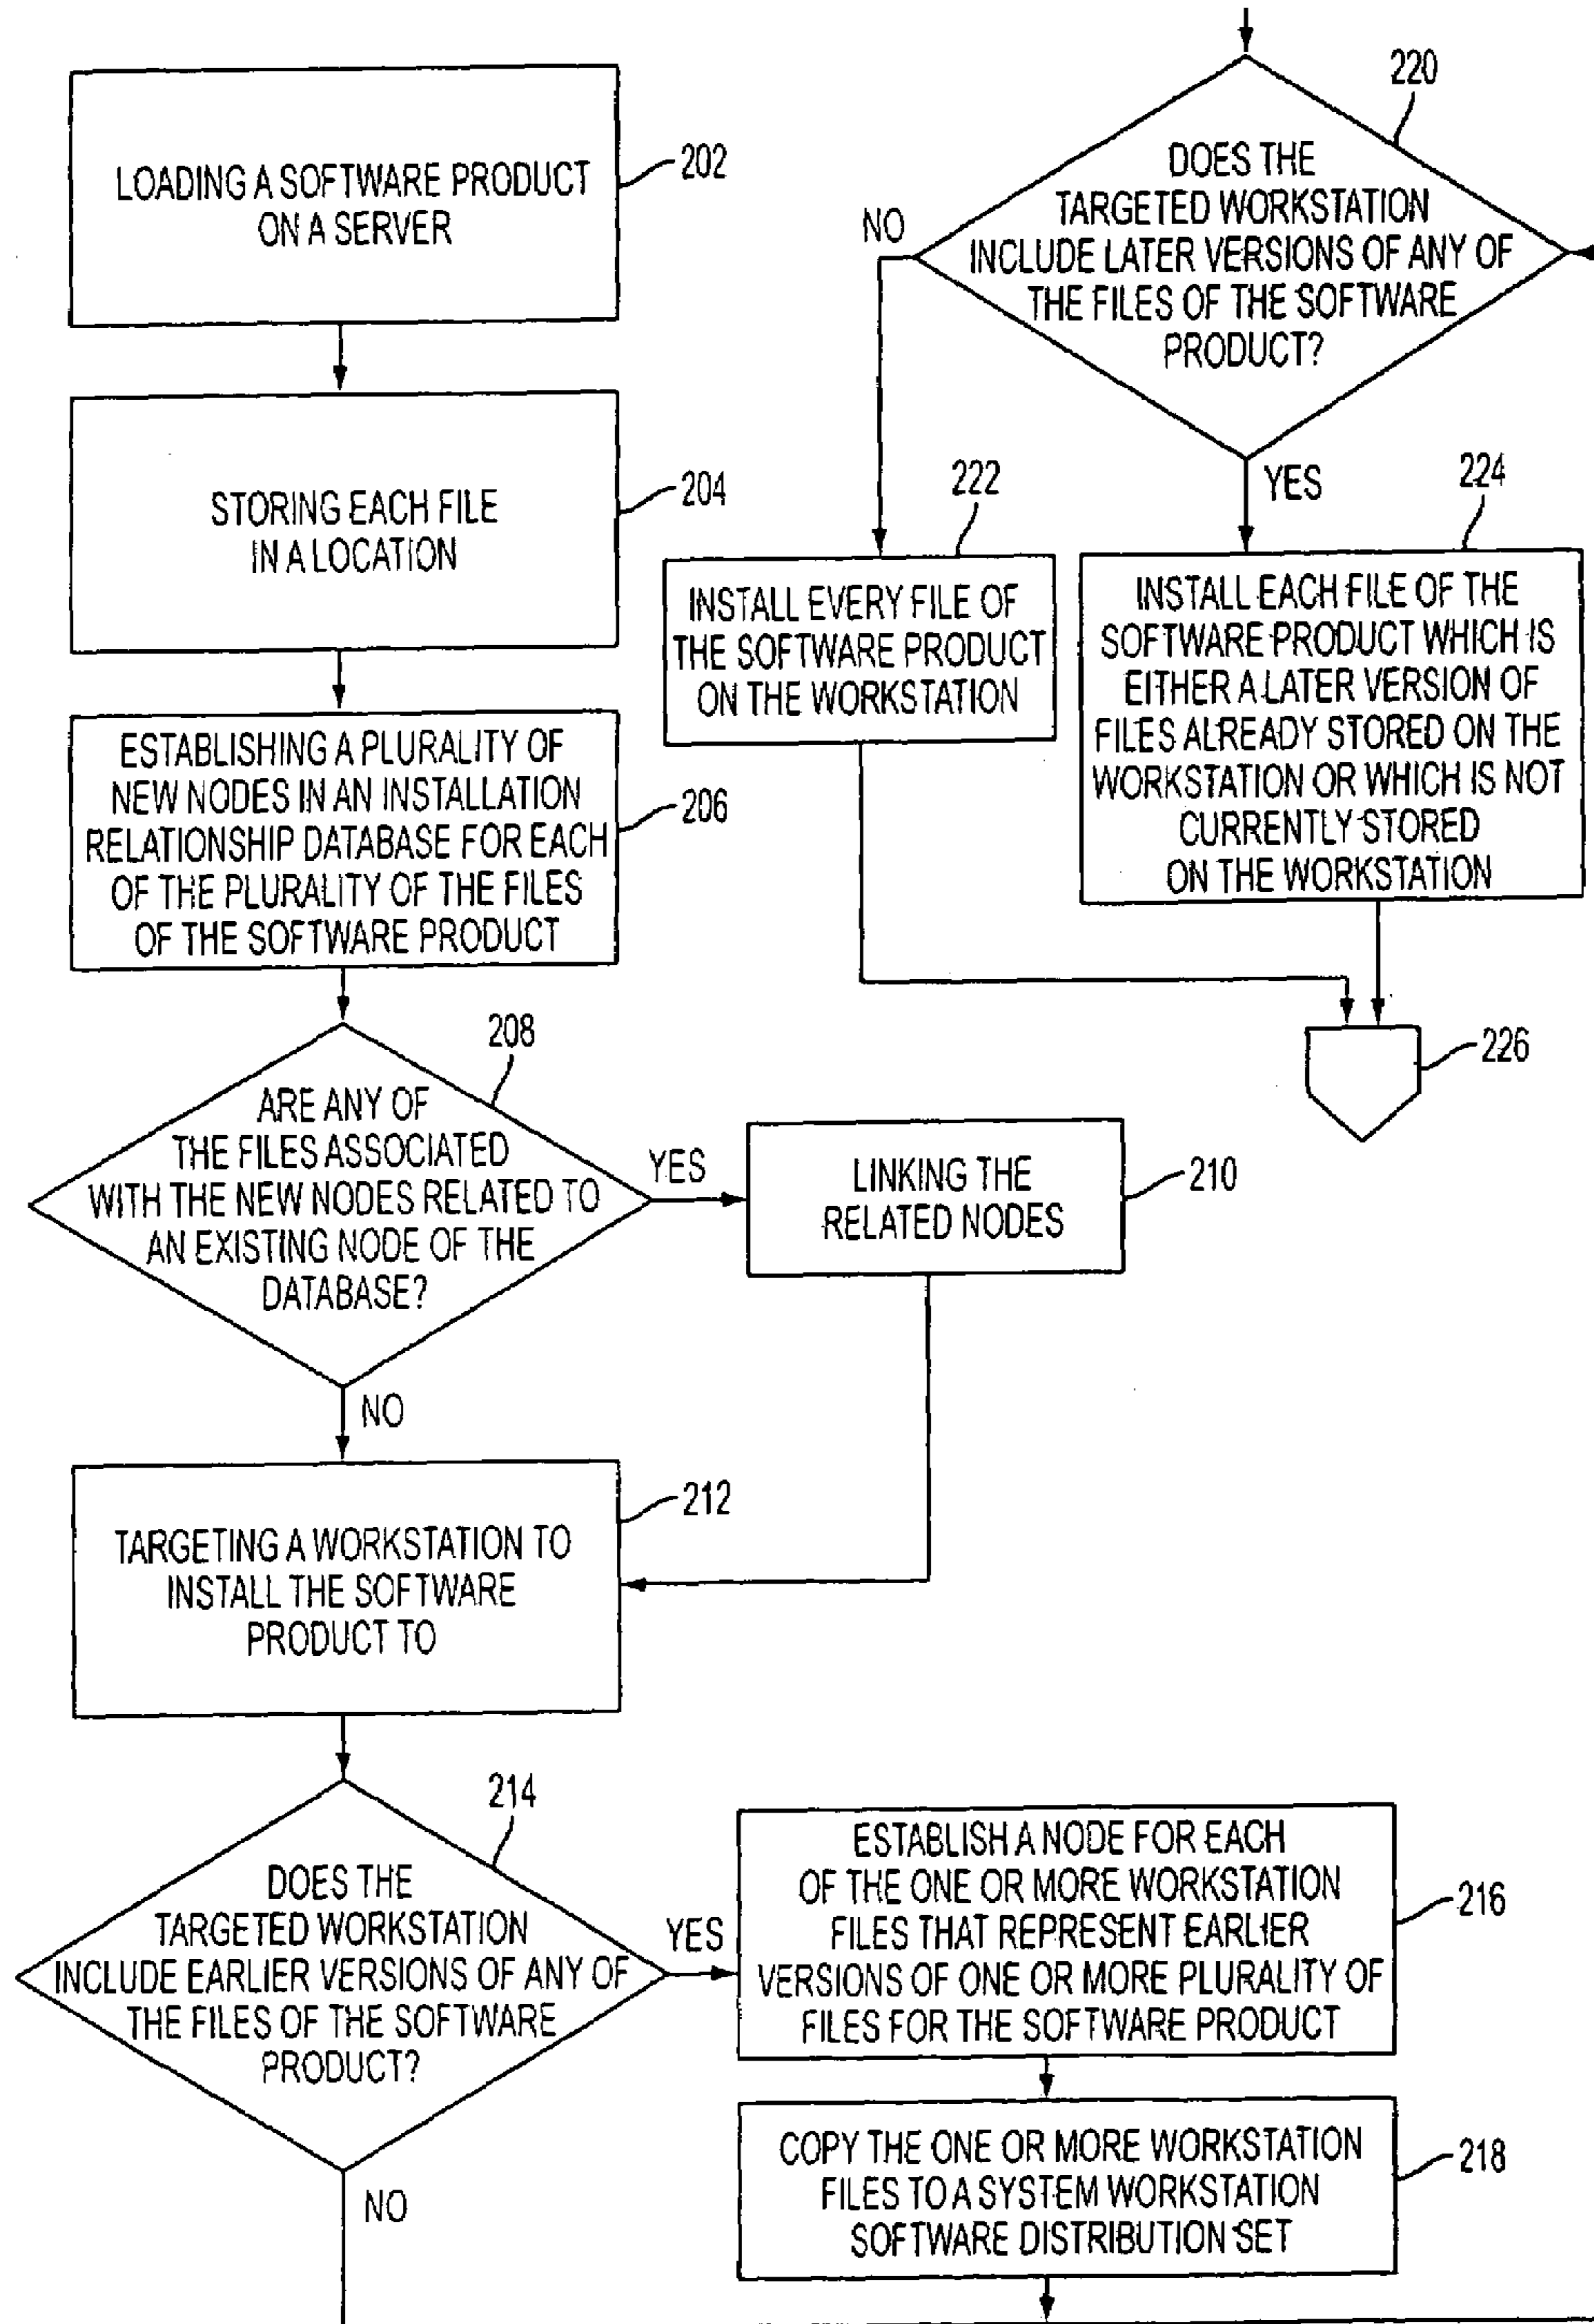 LOADING A SOFTWARE PRODUCT
ON A SERVER
202
STORING EACH FILE
IN A LOCATION
204
ESTABLISHING A PLURALITY OF
NEW NODES IN AN INSTALLATION
RELATIONSHIP DATABASE FOR EACH
OF THE PLURALITY OF THE FILES
OF THE SOFTWARE PRODUCT
206
208
ARE ANY OF
THE FILES ASSOCIATED
WITH THE NEW NODES RELATED TO
AN EXISTING NODE OF THE
DATABASE?
YES
NO
LINKING THE
RELATED NODES
210
TARGETING A WORKSTATION TO
INSTALL THE SOFTWARE
PRODUCT TO
212
214
DOES THE
TARGETED WORKSTATION
INCLUDE EARLIER VERSIONS OF ANY OF
THE FILES OF THE SOFTWARE
PRODUCT?
YES
NO
ESTABLISH A NODE FOR EACH
OF THE ONE OR MORE WORKSTATION
FILES THAT REPRESENT EARLIER
VERSIONS OF ONE OR MORE PLURALITY OF
FILES FOR THE SOFTWARE PRODUCT
216
COPY THE ONE OR MORE WORKSTATION
FILES TO A SYSTEM WORKSTATION
SOFTWARE DISTRIBUTION SET
218
220
DOES THE
TARGETED WORKSTATION
INCLUDE LATER VERSIONS OF ANY OF
THE FILES OF THE SOFTWARE
PRODUCT?
NO
YES
222
INSTALL EVERY FILE OF
THE SOFTWARE PRODUCT
ON THE WORKSTATION
224
INSTALL EACH FILE OF THE
SOFTWARE PRODUCT WHICH IS
EITHER A LATER VERSION OF
FILES ALREADY STORED ON THE
WORKSTATION OR WHICH IS NOT
CURRENTLY STORED
ON THE WORKSTATION
226